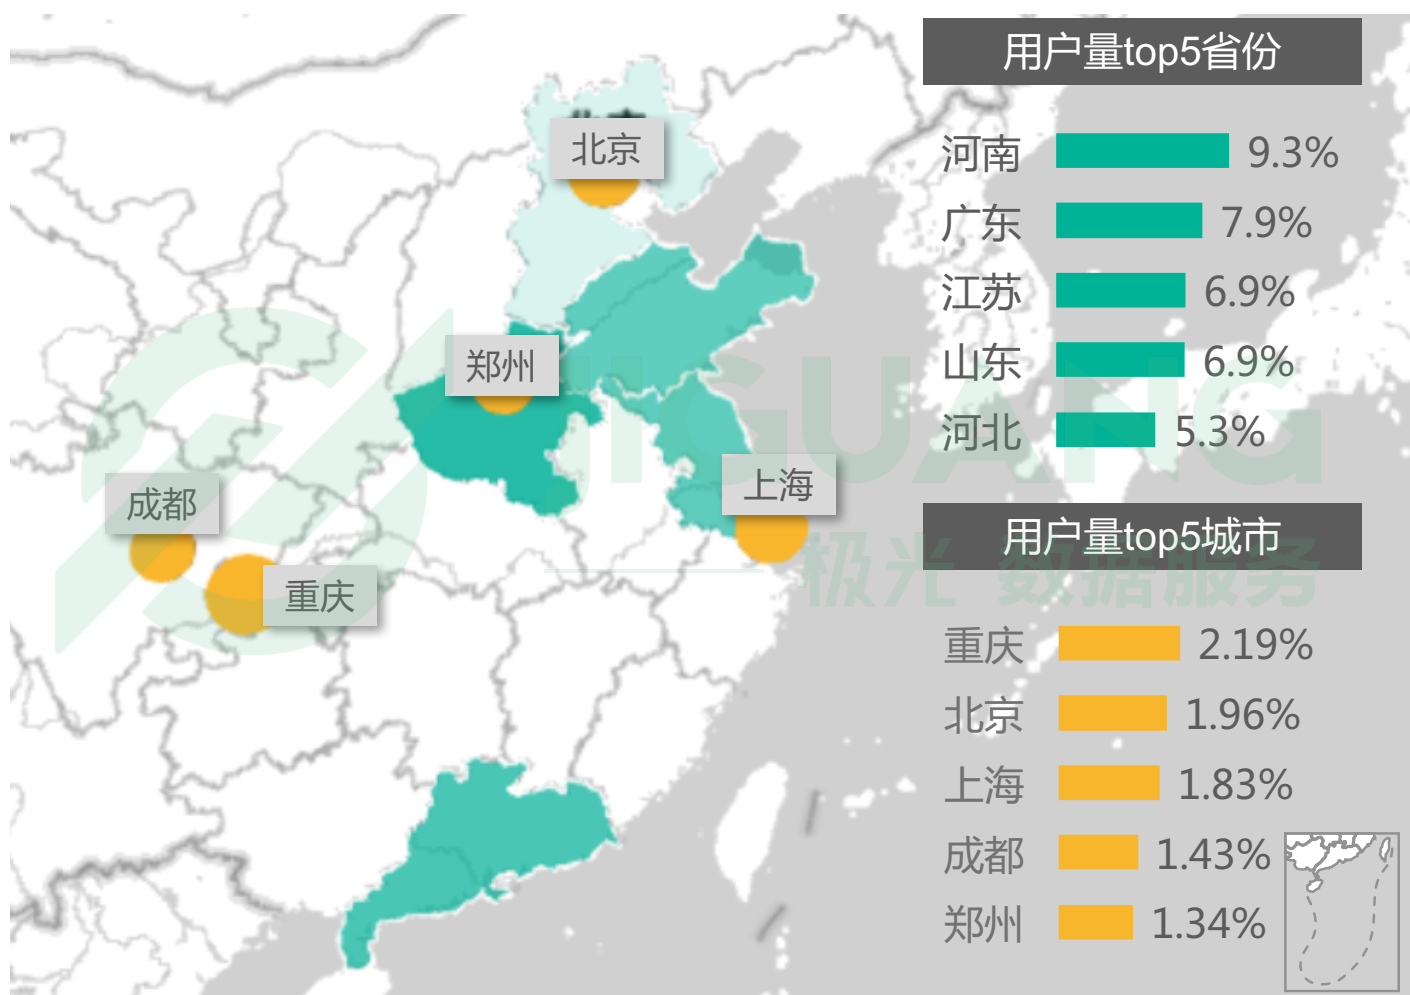 用户量top5省份
河南 9.3%
广东 7.9%
江苏 6.9%
山东 6.9%
河北 5.3%
用户量top5城市
重庆 2.19%
北京 1.96%
上海 1.83%
成都 1.43%
郑州 1.34%
北京
郑州
上海
成都
重庆
JIGUANG
极光 数据服务